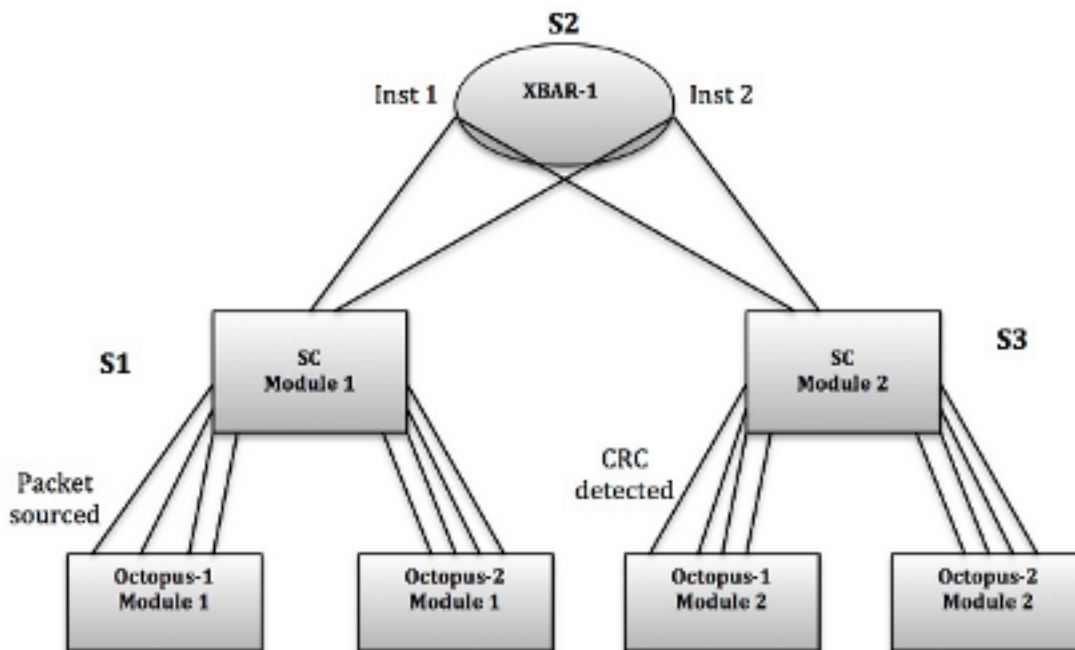 S2
Inst 1
XBAR-1
Inst 2
S1
SC
Module 1
SC
Module 2
S3
Packet
sourced
CRC
detected
Octopus-1
Module 1
Octopus-2
Module 1
Octopus-1
Module 2
Octopus-2
Module 2